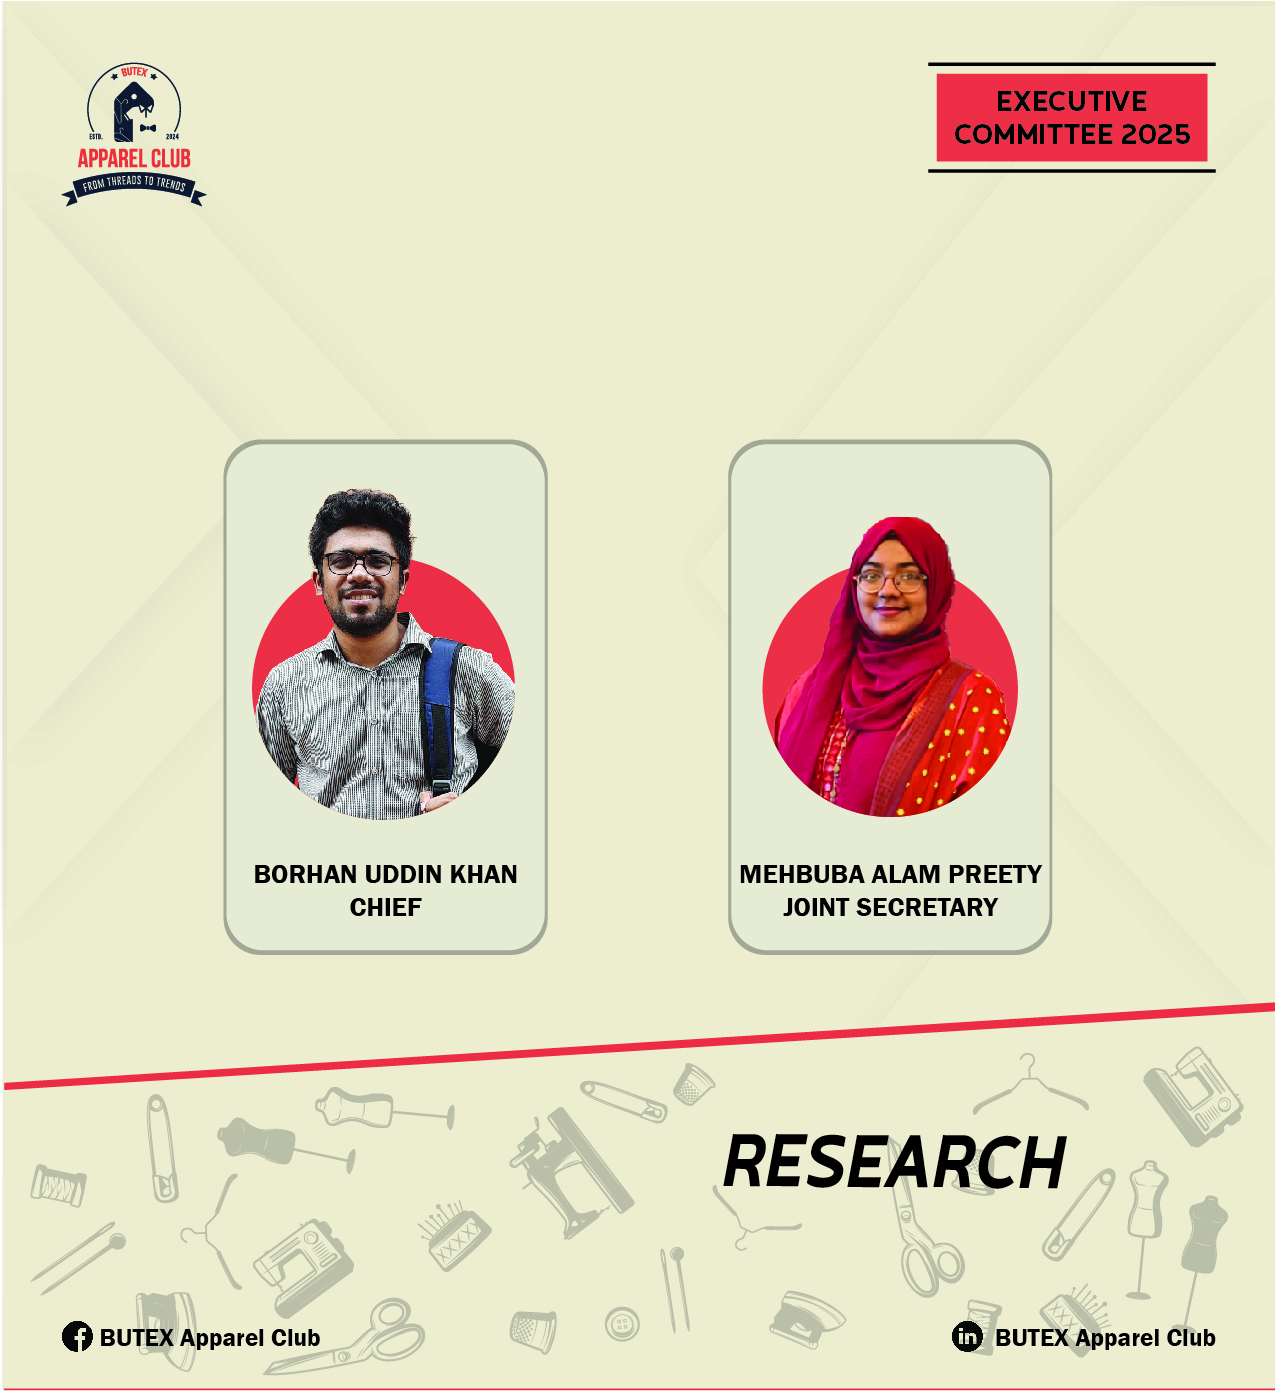 BUTEX
ESTD. 2024
APPAREL CLUB
FROM THREADS TO TRENDS
EXECUTIVE
COMMITTEE 2025
BORHAN UDDIN KHAN
CHIEF
MEHBUBA ALAM PREETY
JOINT SECRETARY
RESEARCH
BUTEX Apparel Club
in BUTEX Apparel Club